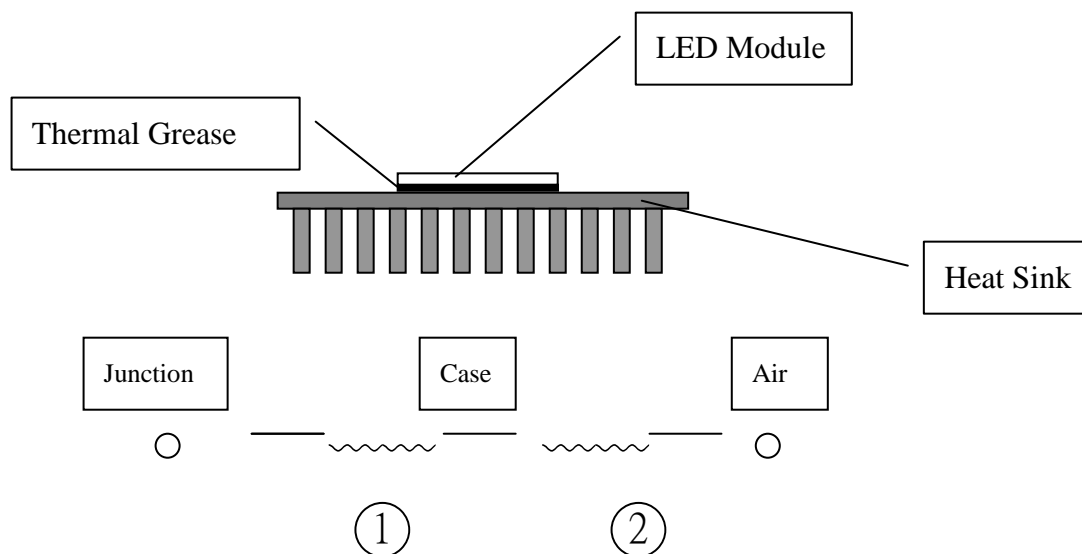 LED Module
Thermal Grease
Heat Sink
Junction
Case
Air
①
②